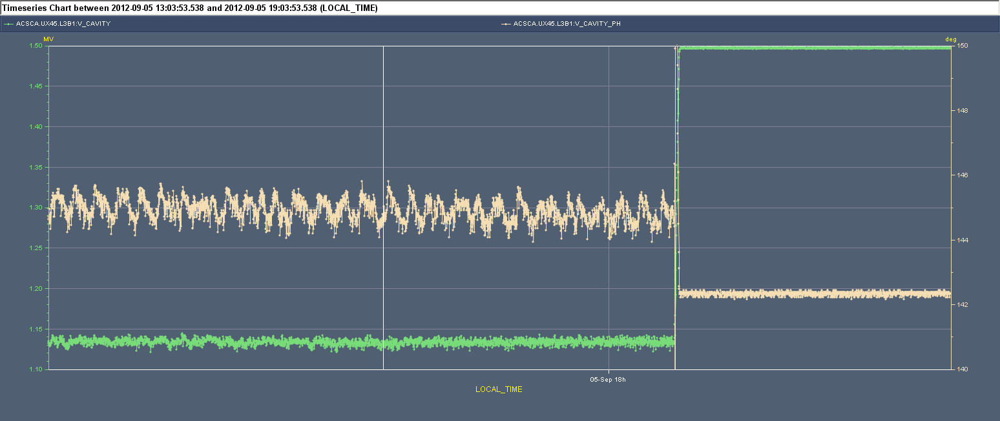 Timeseries Chart between 2012-09-05 13:03:53.538 and 2012-09-05 19:03:53.538 (LOCAL_TIME)
ACSCA.UX45.L3B1:V_CAVITY ACSCA.UX45.L3B1:V_CAVITY_PH
MV deg
1.50 150
1.45
1.40 148
1.35
146
1.30
1.25
144
1.20
142
1.15
1.10 140
05-Sep 18h
LOCAL_TIME